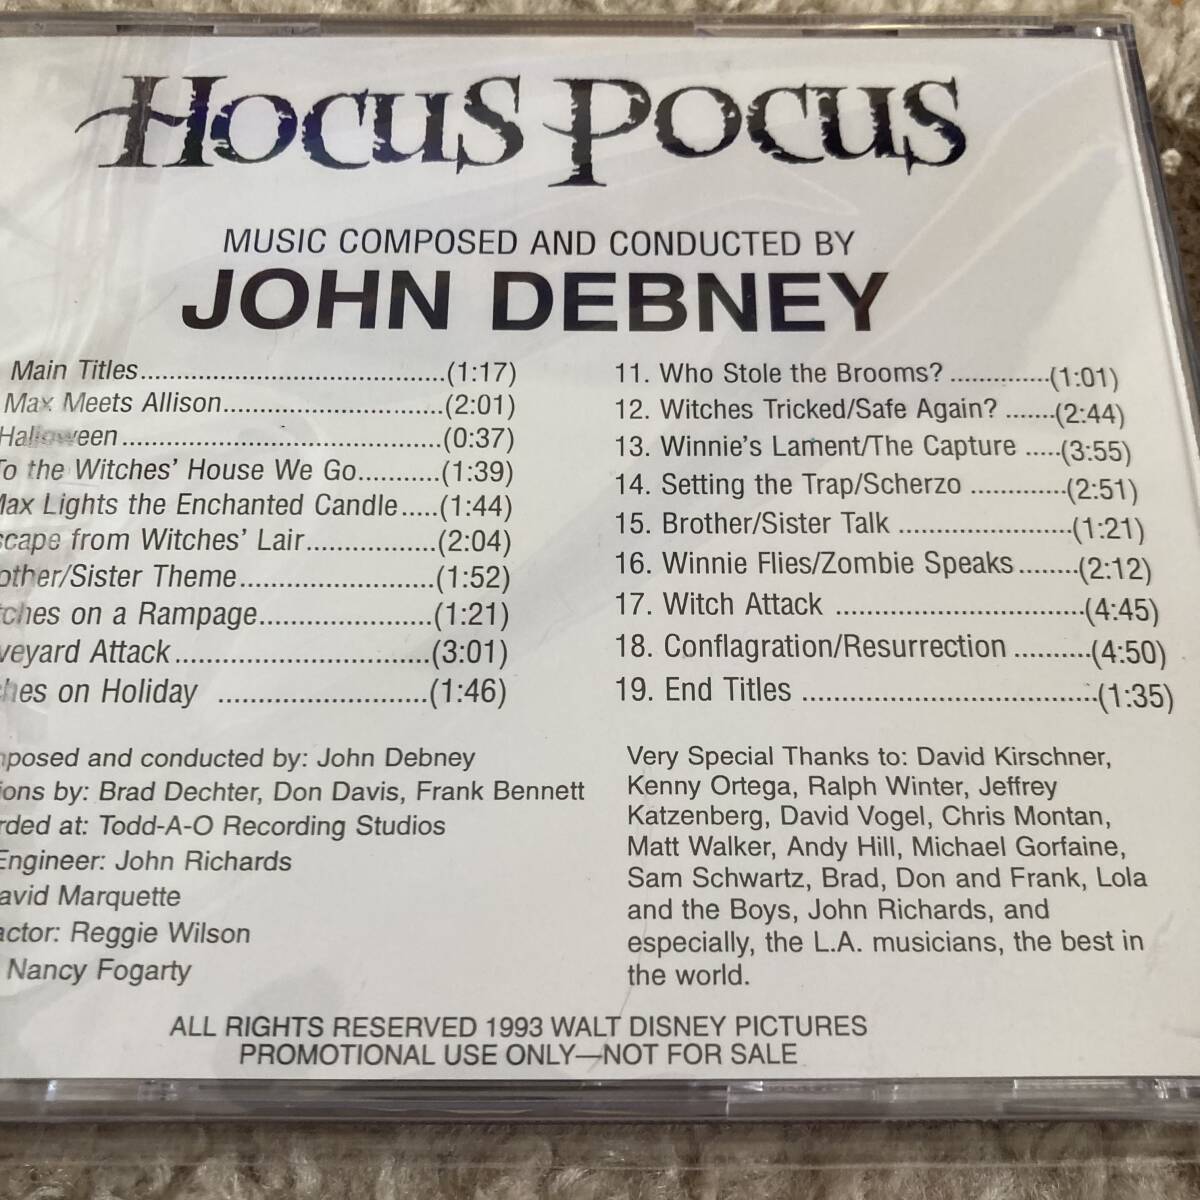 HOCUS POCUS
MUSIC COMPOSED AND CONDUCTED BY
JOHN DEBNEY
Main Titles........................................(1:17)
Max Meets Allison.............................(2:01)
Halloween..........................................(0:37)
To the Witches' House We Go...........(1:39)
Max Lights the Enchanted Candle.....(1:44)
scape from Witches' Lair.................(2:04)
other/Sister Theme..........................(1:52)
tches on a Rampage.......................(1:21)
veyard Attack..................................(3:01)
hes on Holiday ............................(1:46)
11. Who Stole the Brooms? ..............(1:01)
12. Witches Tricked/Safe Again? .......(2:44)
13. Winnie's Lament/The Capture .....(3:55)
14. Setting the Trap/Scherzo .............(2:51)
15. Brother/Sister Talk .......................(1:21)
16. Winnie Flies/Zombie Speaks........(2:12)
17. Witch Attack .................................(4:45)
18. Conflagration/Resurrection ..........(4:50)
19. End Titles .......................................(1:35)
posed and conducted by: John Debney
ions by: Brad Dechter, Don Davis, Frank Bennett
rded at: Todd-A-O Recording Studios
Engineer: John Richards
avid Marquette
actor: Reggie Wilson
Nancy Fogarty
Very Special Thanks to: David Kirschner,
Kenny Ortega, Ralph Winter, Jeffrey
Katzenberg, David Vogel, Chris Montan,
Matt Walker, Andy Hill, Michael Gorfaine,
Sam Schwartz, Brad, Don and Frank, Lola
and the Boys, John Richards, and
especially, the L.A. musicians, the best in
the world.
ALL RIGHTS RESERVED 1993 WALT DISNEY PICTURES
PROMOTIONAL USE ONLY—NOT FOR SALE